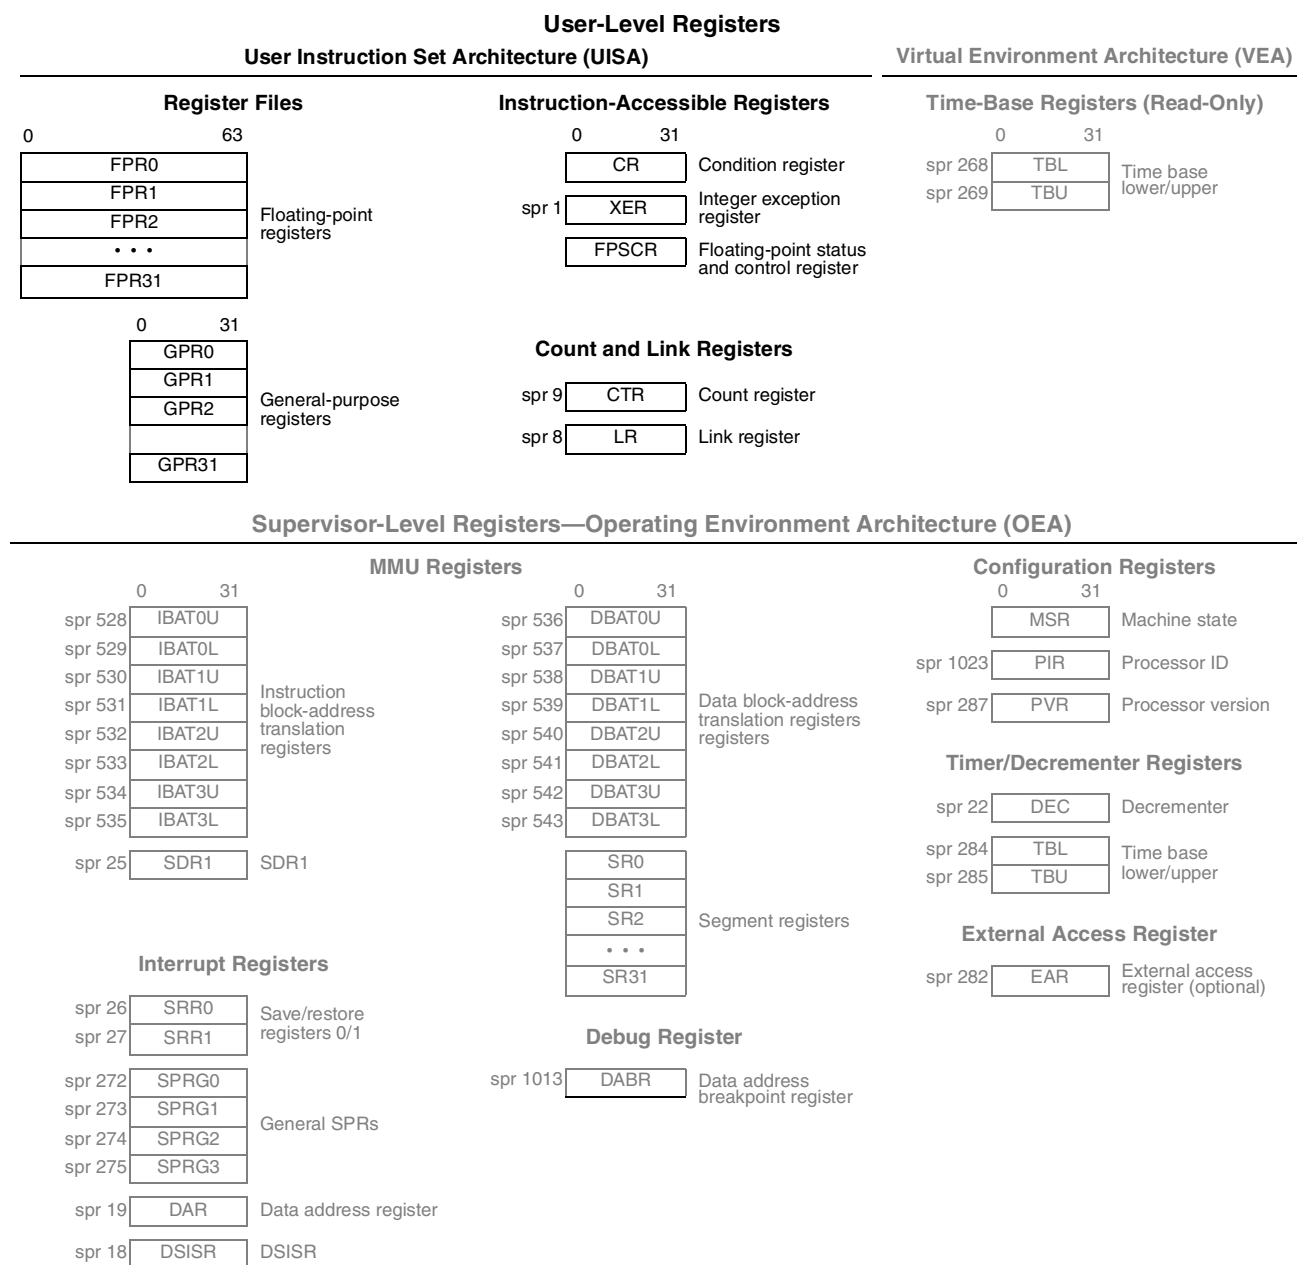 User-Level Registers
User Instruction Set Architecture (UISA)
Virtual Environment Architecture (VEA)
Register Files
0 63
FPR0
FPR1
FPR2
• • •
FPR31
Floating-point
registers
0 31
GPR0
GPR1
GPR2
GPR31
General-purpose
registers
Instruction-Accessible Registers
0 31
CR Condition register
spr 1 XER Integer exception
register
FPSCR Floating-point status
and control register
Count and Link Registers
spr 9 CTR Count register
spr 8 LR Link register
Time-Base Registers (Read-Only)
0 31
spr 268 TBL
spr 269 TBU
Time base
lower/upper
Supervisor-Level Registers—Operating Environment Architecture (OEA)
MMU Registers
0 31
spr 528 IBAT0U
spr 529 IBAT0L
spr 530 IBAT1U
spr 531 IBAT1L
spr 532 IBAT2U
spr 533 IBAT2L
spr 534 IBAT3U
spr 535 IBAT3L
Instruction
block-address
translation
registers
spr 25 SDR1 SDR1
0 31
spr 536 DBAT0U
spr 537 DBAT0L
spr 538 DBAT1U
spr 539 DBAT1L
spr 540 DBAT2U
spr 541 DBAT2L
spr 542 DBAT3U
spr 543 DBAT3L
Data block-address
translation registers
registers
SR0
SR1
SR2
• • •
SR31
Segment registers
Configuration Registers
0 31
MSR Machine state
spr 1023 PIR Processor ID
spr 287 PVR Processor version
Timer/Decrementer Registers
spr 22 DEC Decrementer
spr 284 TBL
spr 285 TBU
Time base
lower/upper
External Access Register
spr 282 EAR External access
register (optional)
Interrupt Registers
spr 26 SRR0
spr 27 SRR1
Save/restore
registers 0/1
spr 272 SPRG0
spr 273 SPRG1
spr 274 SPRG2
spr 275 SPRG3
General SPRs
spr 19 DAR Data address register
spr 18 DSISR DSISR
Debug Register
spr 1013 DABR Data address
breakpoint register